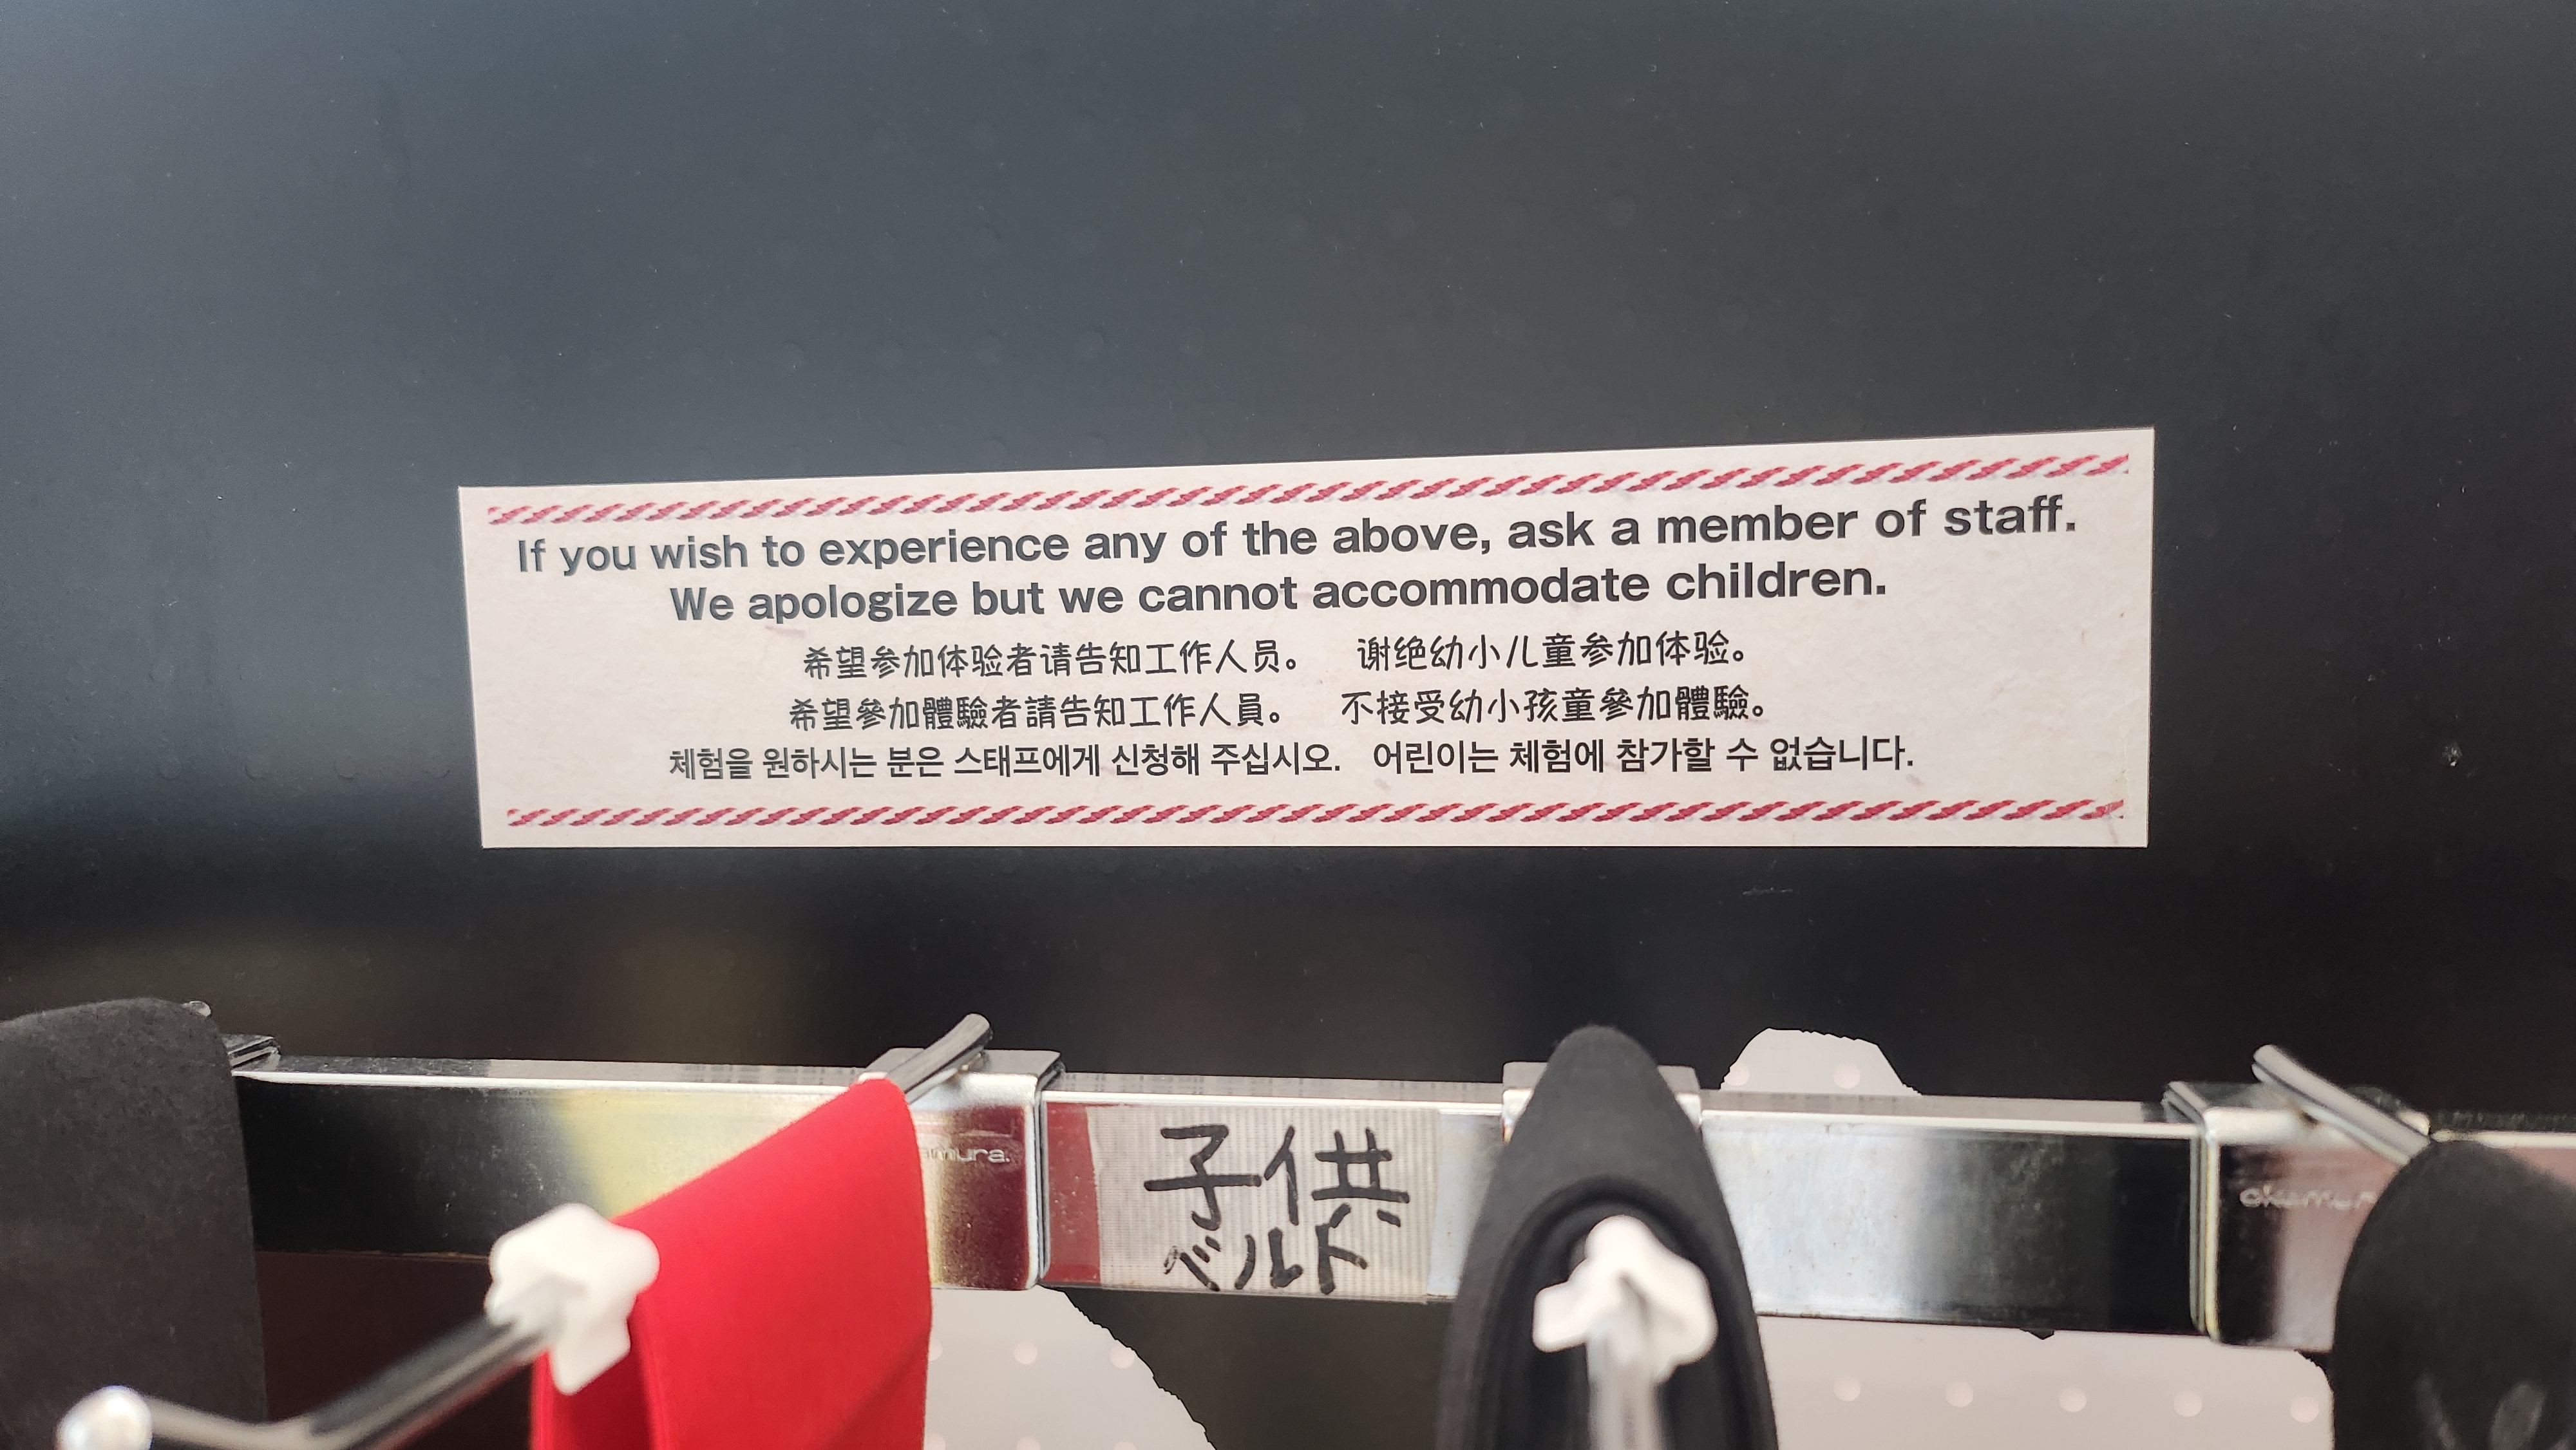 If you wish to experience any of the above, ask a member of staff.
We apologize but we cannot accommodate children.
希望参加体验者请告知工作人员。 谢绝幼小儿童参加体验。
希望參加體驗者請告知工作人員。 不接受幼小孩童參加體驗。
체험을 원하시는 분은 스태프에게 신청해 주십시오. 어린이는 체험에 참가할 수 없습니다.
amura.
子供
ベルト
okamur